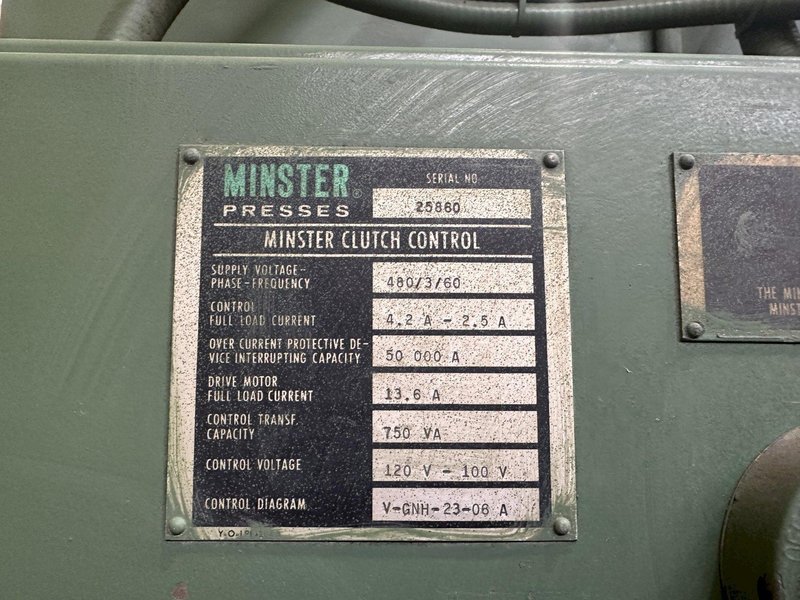 MINSTER®
PRESSES
SERIAL NO
25860
MINSTER CLUTCH CONTROL
SUPPLY VOLTAGE-
PHASE-FREQUENCY
480/3/60
CONTROL
FULL LOAD CURRENT
4.2 A - 2.5 A
OVER CURRENT PROTECTIVE DE-
VICE INTERRUPTING CAPACITY
50 000 A
DRIVE MOTOR
FULL LOAD CURRENT
13.6 A
CONTROL TRANSF.
CAPACITY
750 VA
CONTROL VOLTAGE
120 V - 100 V
CONTROL DIAGRAM
V-GNH-23-06 A
THE MIN
MINST